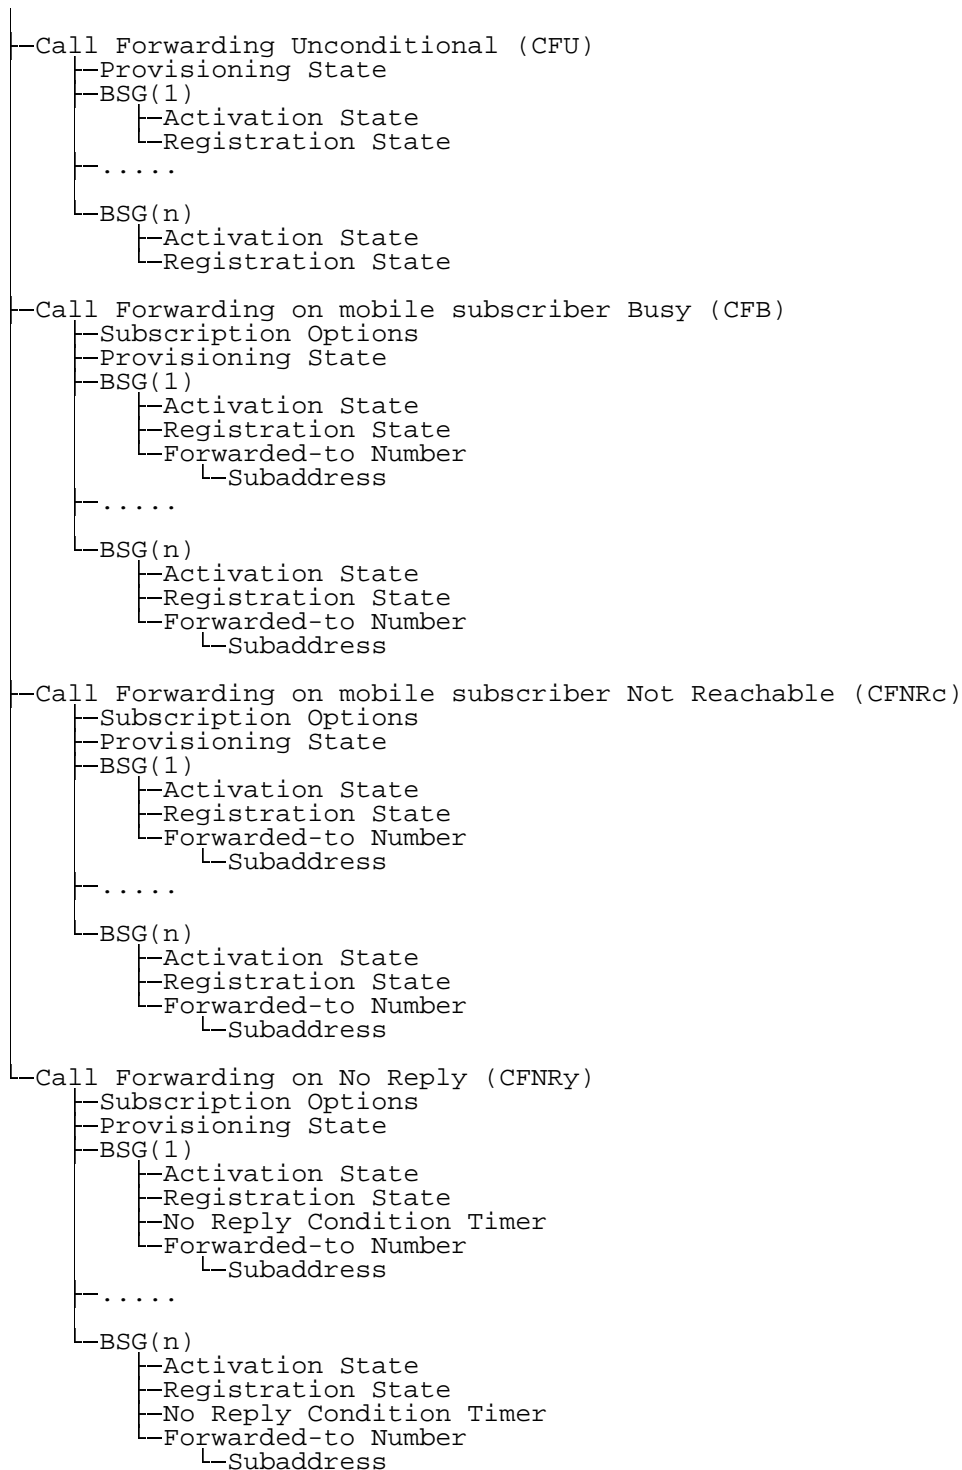 Call Forwarding Unconditional (CFU)
Provisioning State
BSG(1)
Activation State
Registration State
.....
BSG(n)
Activation State
Registration State
Call Forwarding on mobile subscriber Busy (CFB)
Subscription Options
Provisioning State
BSG(1)
Activation State
Registration State
Forwarded-to Number
Subaddress
.....
BSG(n)
Activation State
Registration State
Forwarded-to Number
Subaddress
Call Forwarding on mobile subscriber Not Reachable (CFNRc)
Subscription Options
Provisioning State
BSG(1)
Activation State
Registration State
Forwarded-to Number
Subaddress
.....
BSG(n)
Activation State
Registration State
Forwarded-to Number
Subaddress
Call Forwarding on No Reply (CFNRy)
Subscription Options
Provisioning State
BSG(1)
Activation State
Registration State
No Reply Condition Timer
Forwarded-to Number
Subaddress
.....
BSG(n)
Activation State
Registration State
No Reply Condition Timer
Forwarded-to Number
Subaddress